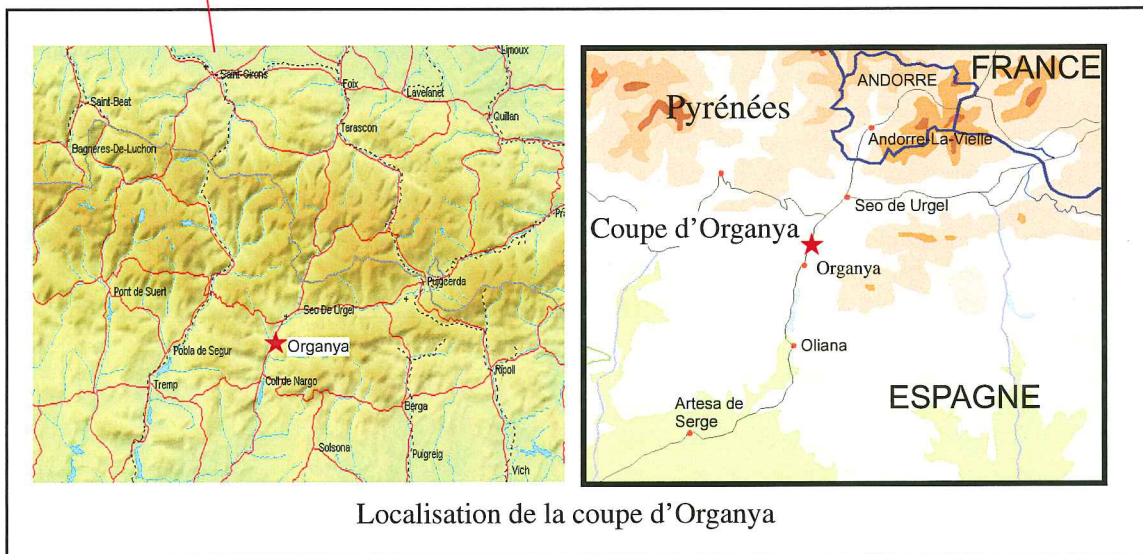 Limoux
Saint-Girons
Foix
Lavelanet
Saint-Beat
Quillan
Tarascon
Bagneres-De-Luchon
Puigcerda
Pont de Suert
Seo De Urgel
Organya
Pobla de Segur
Tremp
Coll de Nargo
Ripoll
Berga
Solsona
Puigreig
Vich
FRANCE
ANDORRE
Pyrénées
Andorre-La-Vielle
Seo de Urgel
Coupe d'Organya
Organya
Oliana
ESPAGNE
Artesa de
Serge
Localisation de la coupe d'Organya